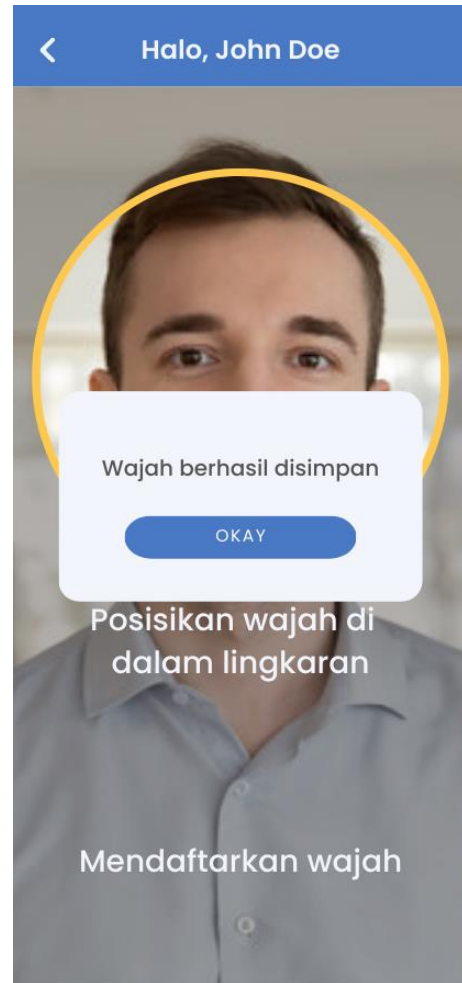 Halo, John Doe
Wajah berhasil disimpan
OKAY
Posisikan wajah di
dalam lingkaran
Mendaftarkan wajah